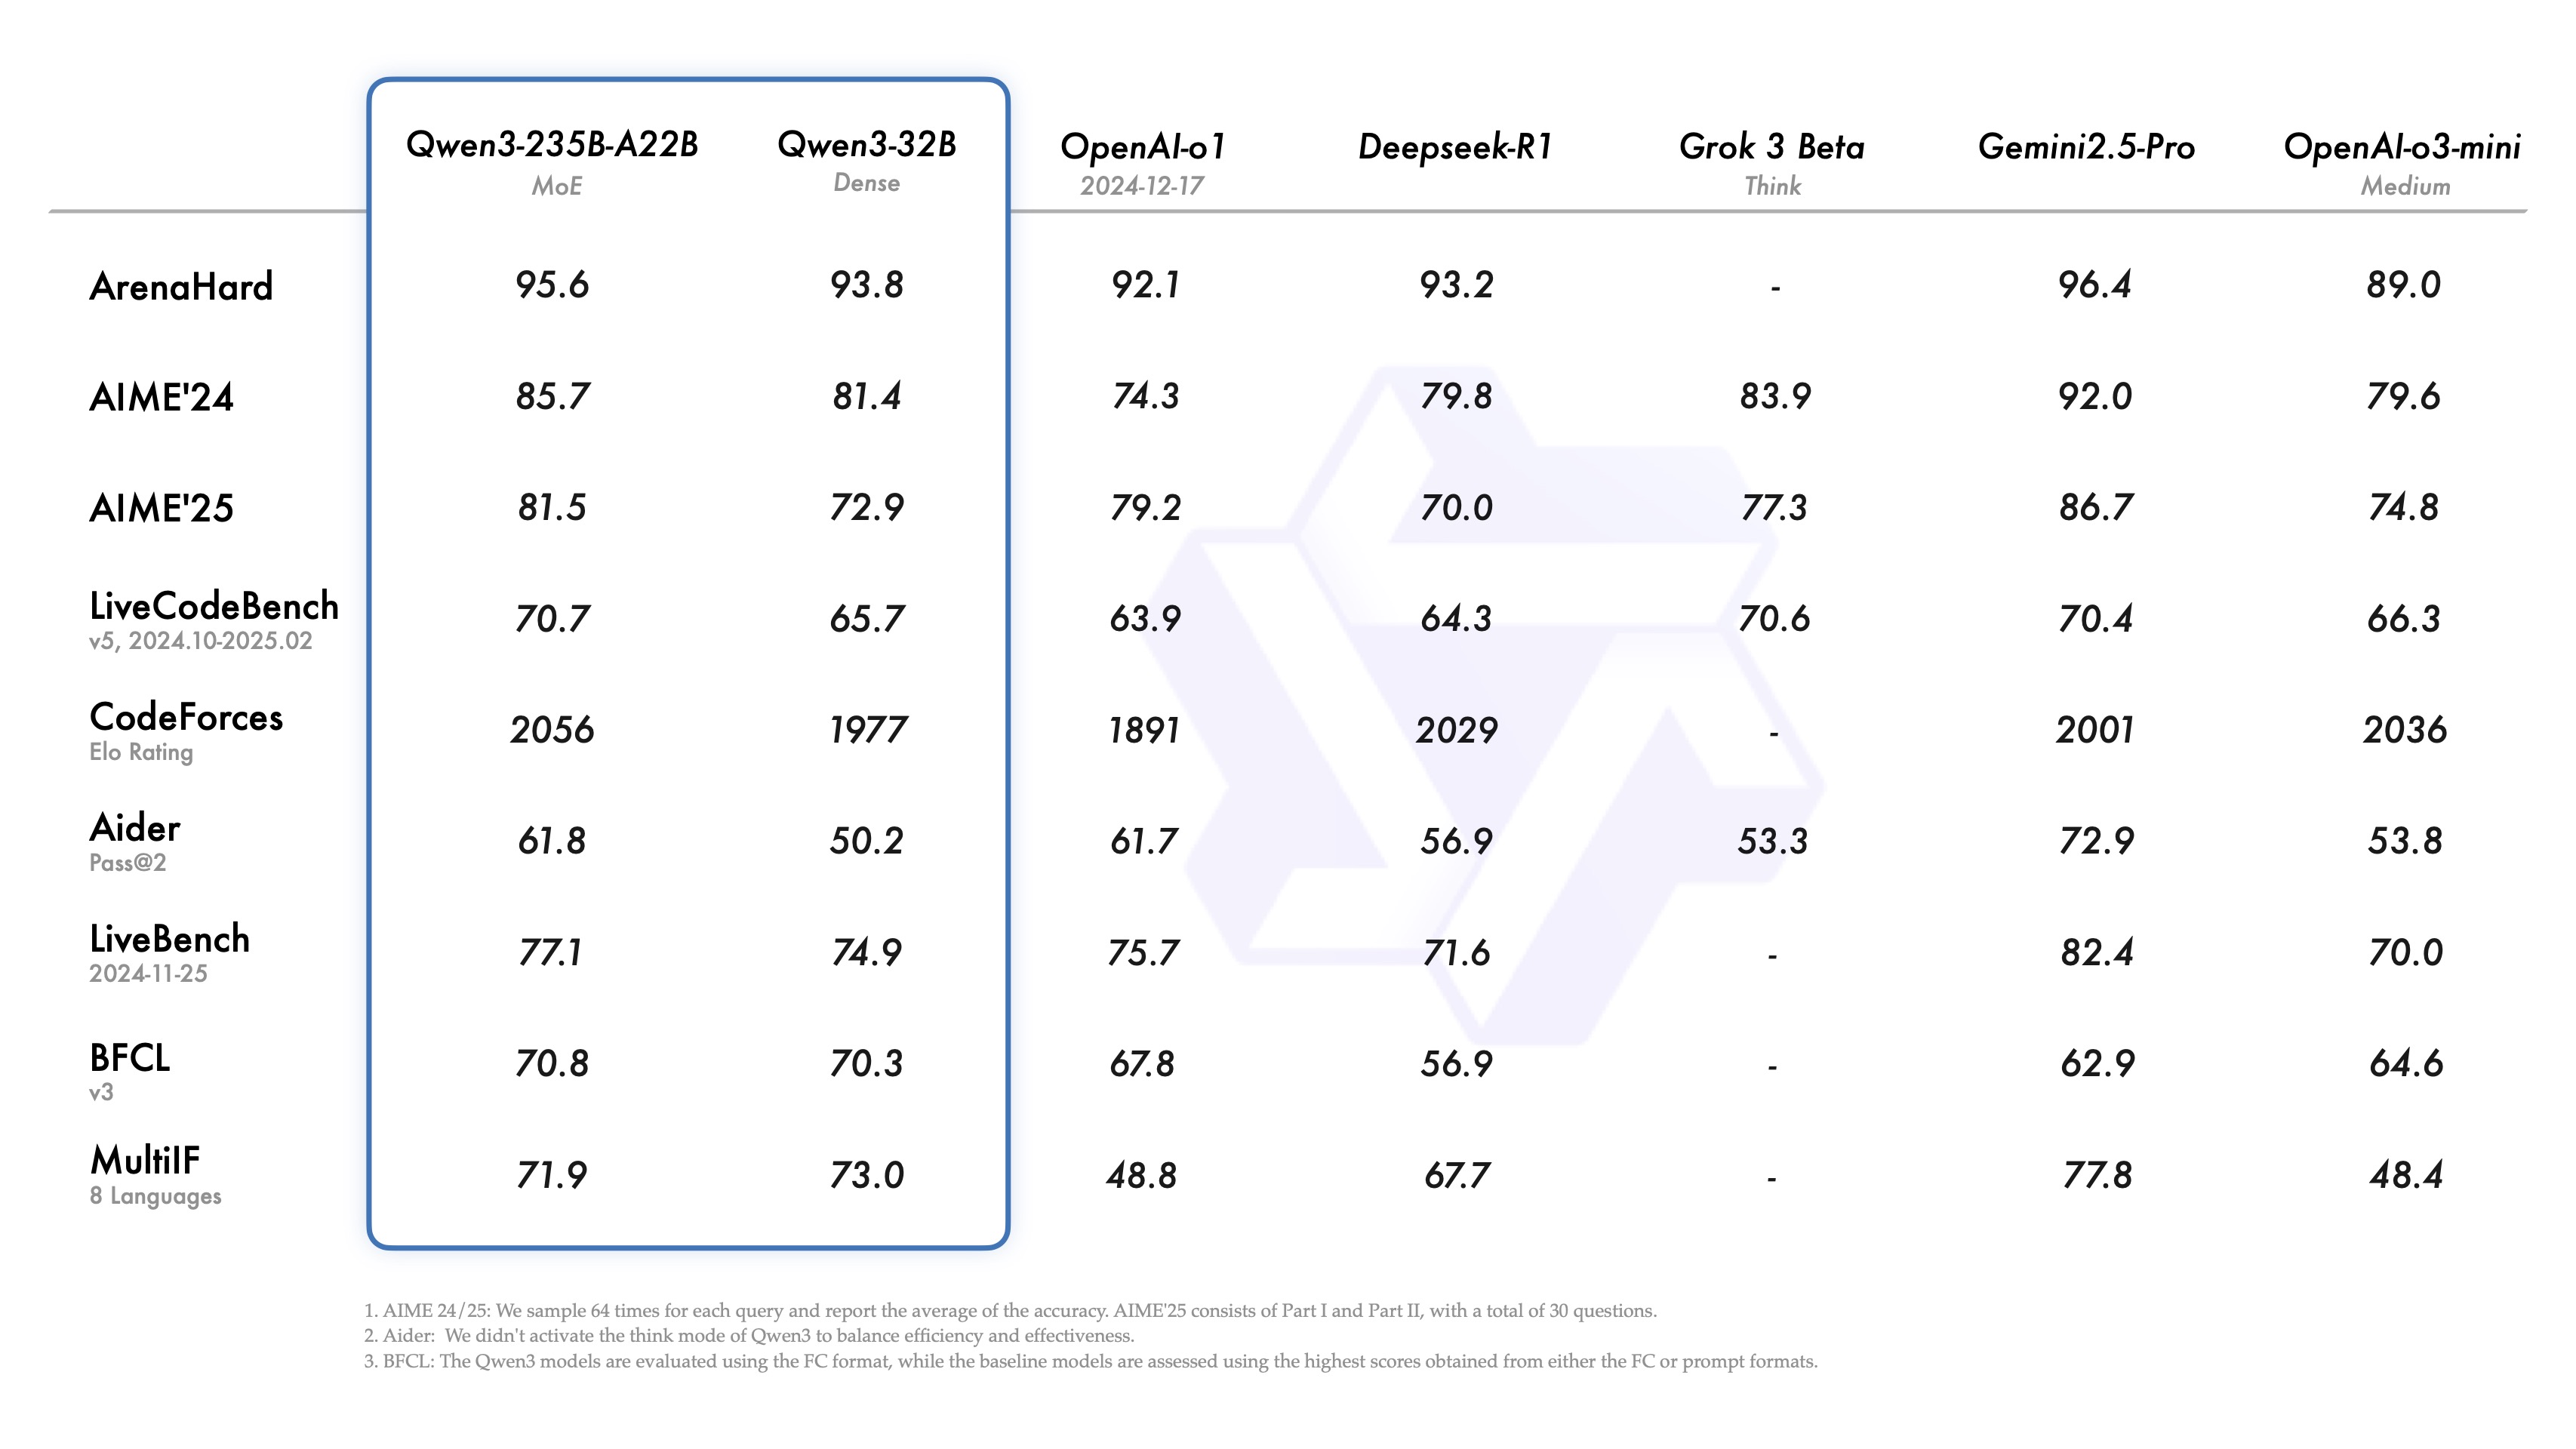 Qwen3-235B-A22B Qwen3-32B OpenAI-o1 Deepseek-R1 Grok 3 Beta Gemini2.5-Pro OpenAI-o3-mini
MoE Dense 2024-12-17 Think Medium
ArenaHard 95.6 93.8 92.1 93.2 - 96.4 89.0
AIME'24 85.7 81.4 74.3 79.8 83.9 92.0 79.6
AIME'25 81.5 72.9 79.2 70.0 77.3 86.7 74.8
LiveCodeBench 70.7 65.7 63.9 64.3 70.6 70.4 66.3
v5, 2024.10-2025.02
CodeForces 2056 1977 1891 2029 - 2001 2036
Elo Rating
Aider 61.8 50.2 61.7 56.9 53.3 72.9 53.8
Pass@2
LiveBench 77.1 74.9 75.7 71.6 - 82.4 70.0
2024-11-25
BFCL 70.8 70.3 67.8 56.9 - 62.9 64.6
v3
MultiIF 71.9 73.0 48.8 67.7 - 77.8 48.4
8 Languages
1. AIME 24/25: We sample 64 times for each query and report the average of the accuracy. AIME'25 consists of Part I and Part II, with a total of 30 questions.
2. Aider: We didn't activate the think mode of Qwen3 to balance efficiency and effectiveness.
3. BFCL: The Qwen3 models are evaluated using the FC format, while the baseline models are assessed using the highest scores obtained from either the FC or prompt formats.